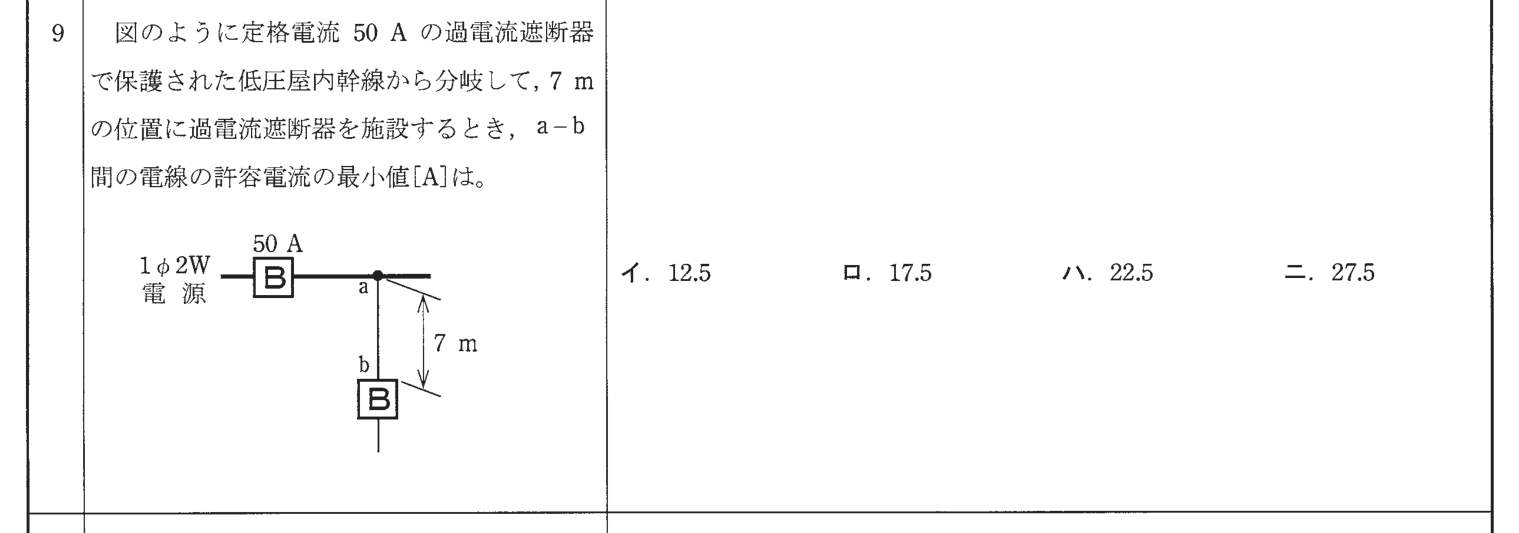 9
図のように定格電流 50 A の過電流遮断器
で保護された低圧屋内幹線から分岐して, 7 m
の位置に過電流遮断器を施設するとき, a-b
間の電線の許容電流の最小値[A]は。
50 A
1φ2W
電 源
B
a
7 m
b
B
イ. 12.5 ロ. 17.5 ハ. 22.5 ニ. 27.5